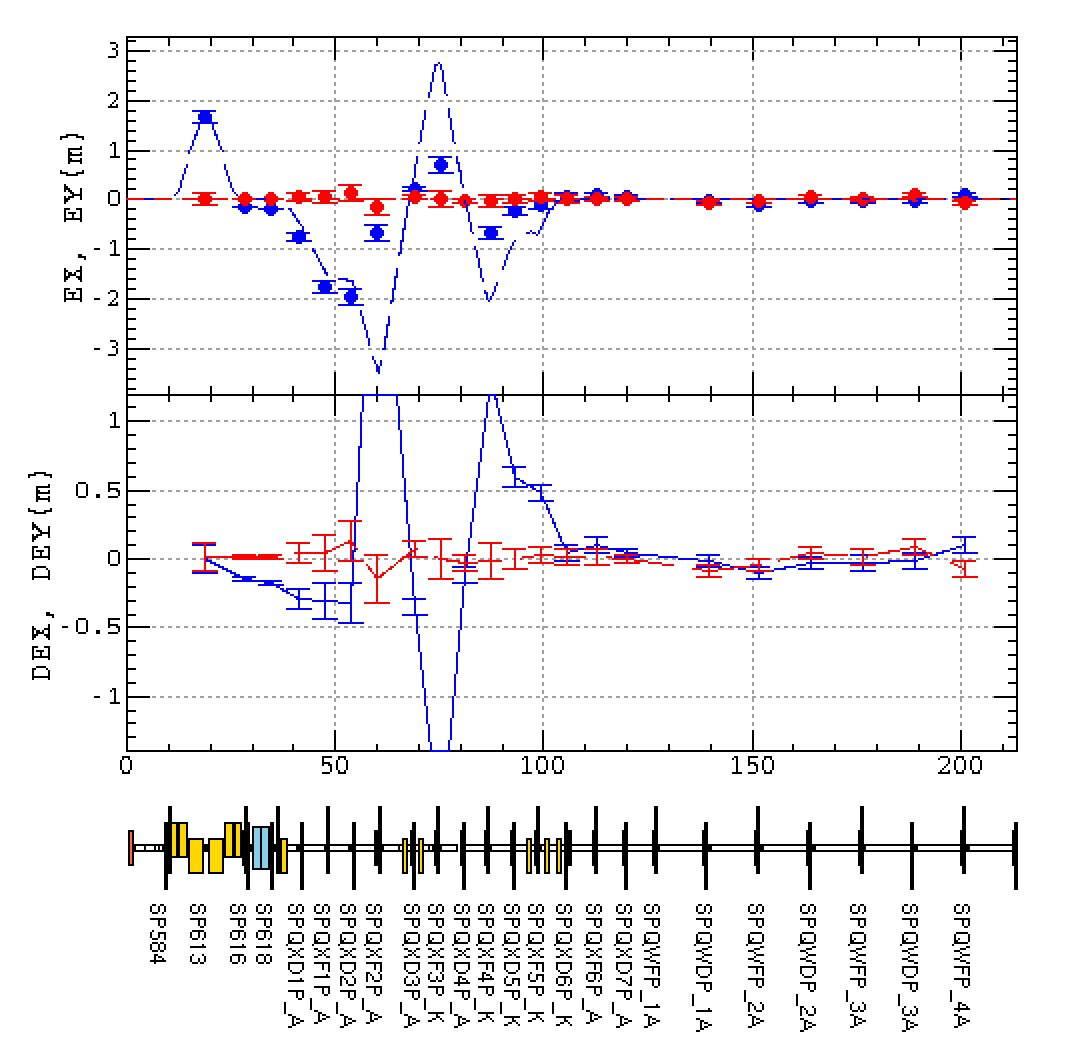 EX, EY(m)
3
2
1
0
-1
-2
-3
DEX, DEY(m)
1
0.5
0
-0.5
-1
0
50
100
150
200
SP584
SP613
SP616
SP618
SPQXD1P_A
SPQXF1P_A
SPQXD2P_A
SPQXF2P_A
SPQXD3P_A
SPQXF3P_K
SPQXD4P_A
SPQXF4P_K
SPQXD5P_K
SPQXF5P_K
SPQXD6P_K
SPQXF6P_A
SPQXD7P_A
SPQWFP_1A
SPQWDP_1A
SPQWFP_2A
SPQWDP_2A
SPQWFP_3A
SPQWDP_3A
SPQWFP_4A